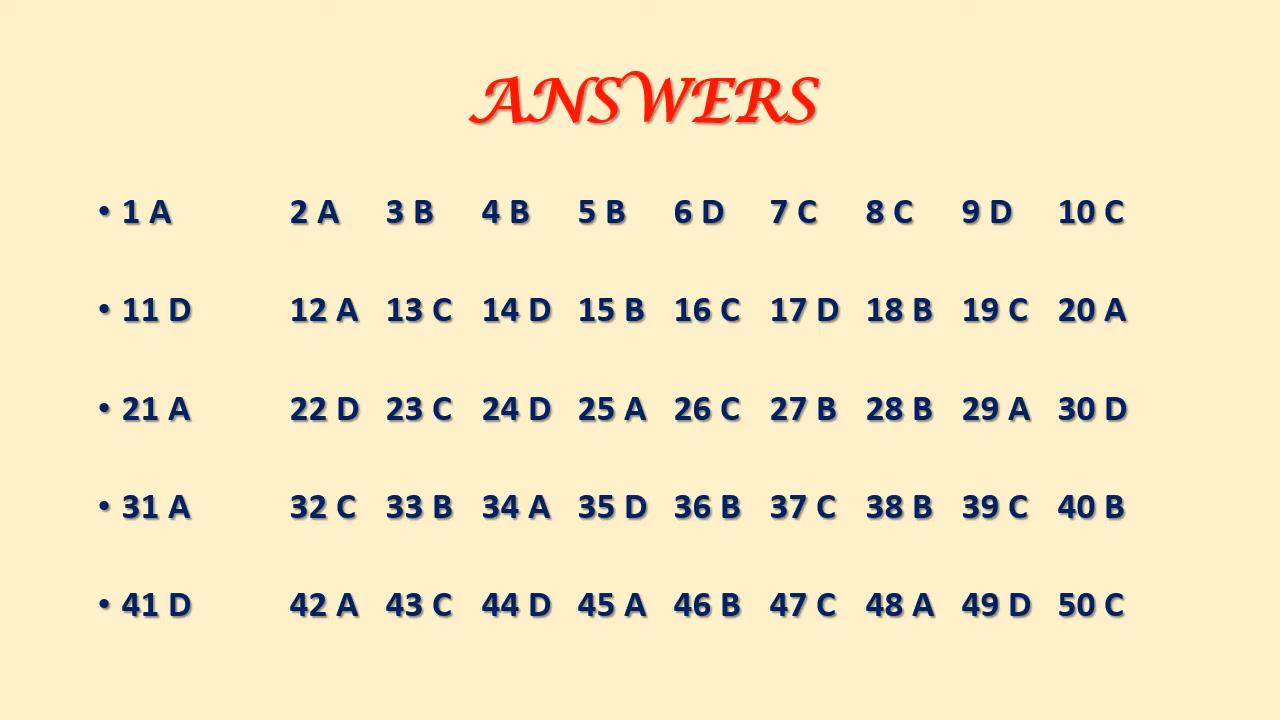 ANSWERS
• 1 A 2 A 3 B 4 B 5 B 6 D 7 C 8 C 9 D 10 C
• 11 D 12 A 13 C 14 D 15 B 16 C 17 D 18 B 19 C 20 A
• 21 A 22 D 23 C 24 D 25 A 26 C 27 B 28 B 29 A 30 D
• 31 A 32 C 33 B 34 A 35 D 36 B 37 C 38 B 39 C 40 B
• 41 D 42 A 43 C 44 D 45 A 46 B 47 C 48 A 49 D 50 C